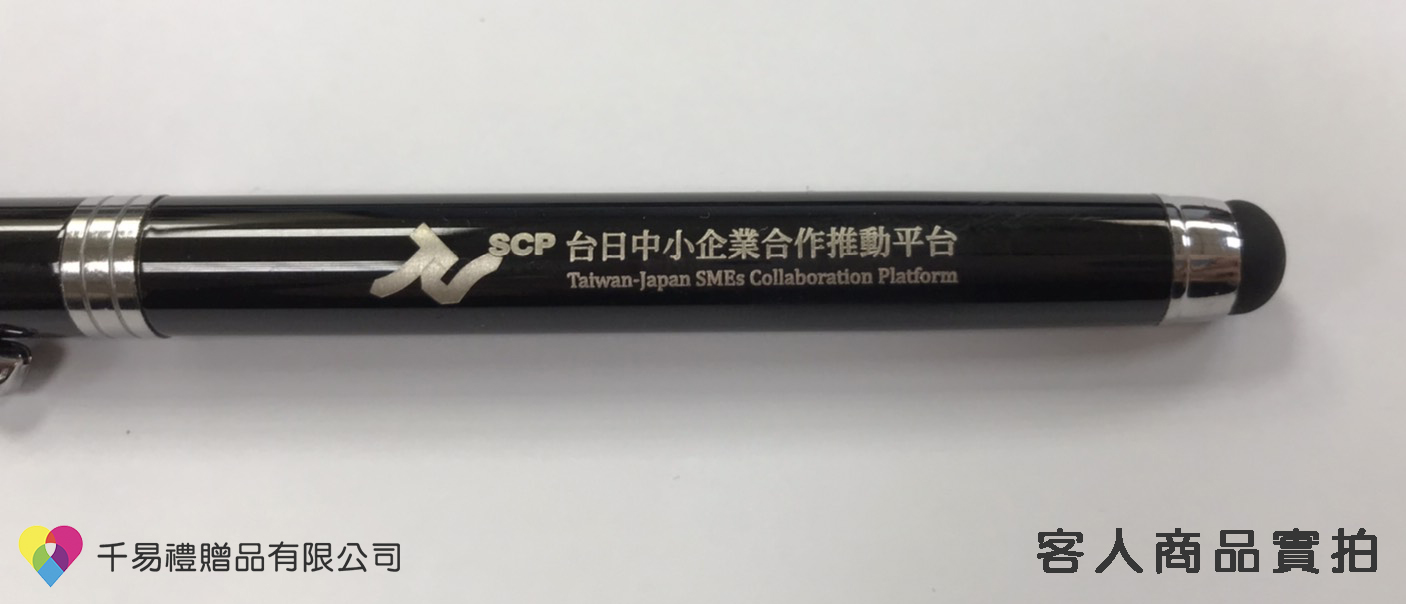 SCP 台日中小企業合作推動平台
Taiwan-Japan SMEs Collaboration Platform
千易禮贈品有限公司
客人商品實拍